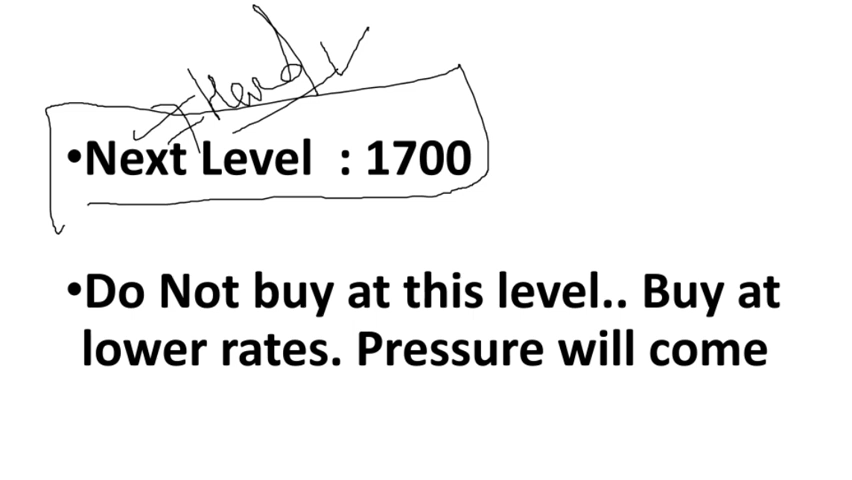 •Next Level : 1700
•Do Not buy at this level.. Buy at
lower rates. Pressure will come